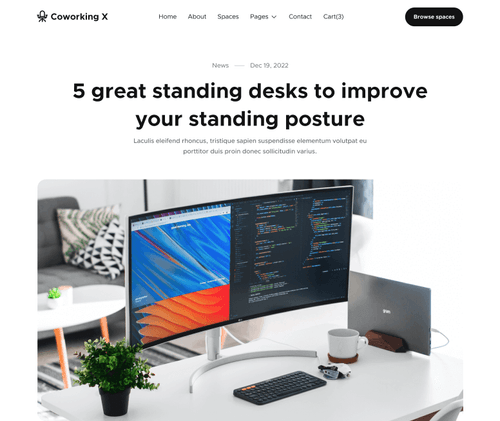 Coworking X
Home
About
Spaces
Pages
Contact
Cart(3)
Browse spaces
News
Dec 19, 2022
5 great standing desks to improve
your standing posture
Laculis eleifend rhoncus, tristique sapien suspendisse elementum volutpat eu
porttitor duis proin donec sollicitudin varius.